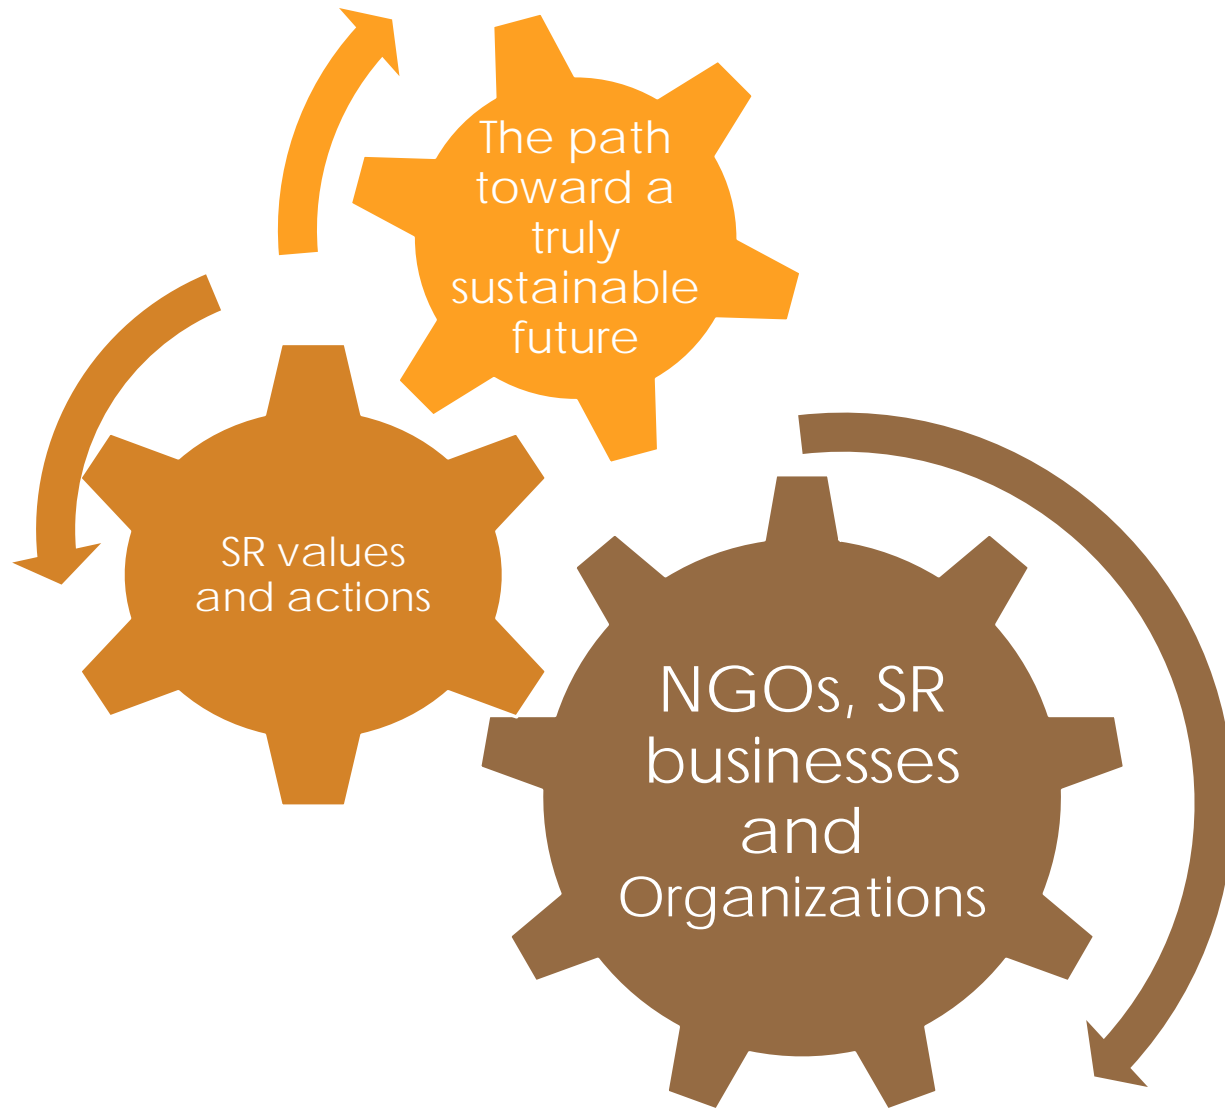 The path
toward a
truly
sustainable
future
SR values
and actions
NGOs, SR
businesses
and
Organizations